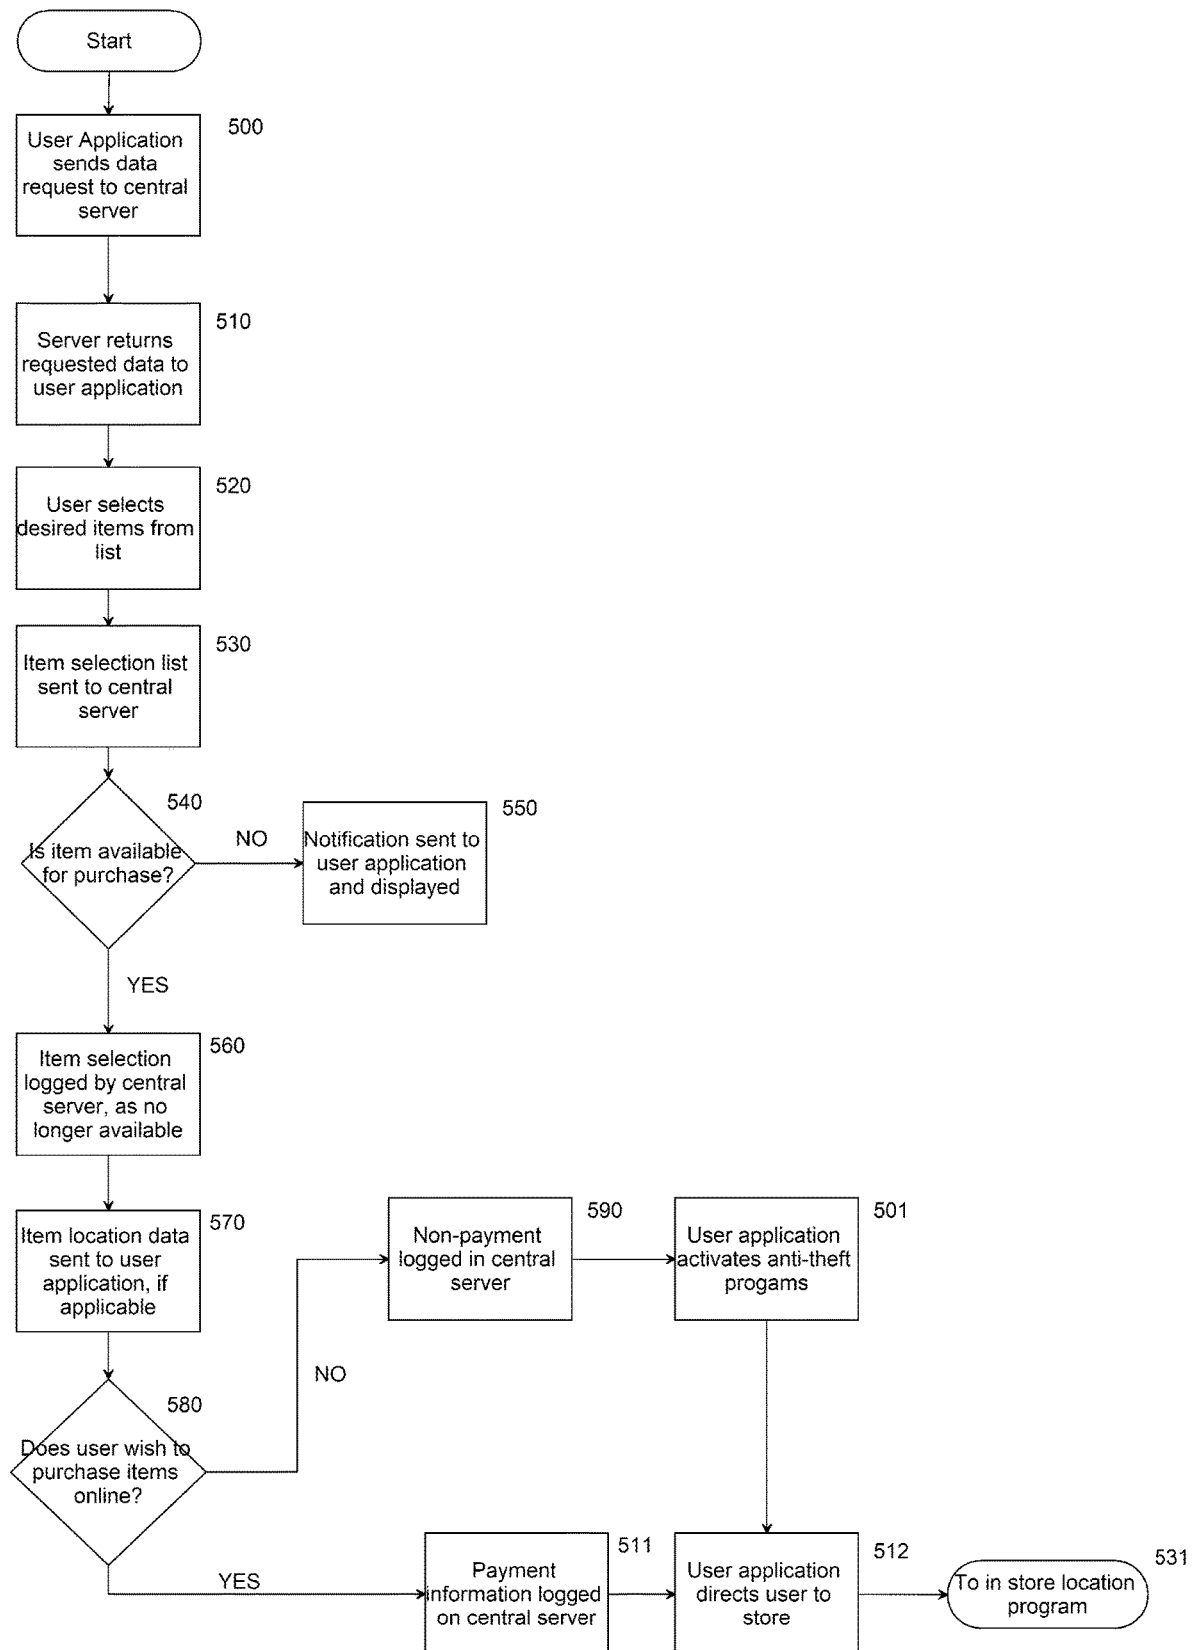 Start
500
User Application
sends data
request to central
server
510
Server returns
requested data to
user application
520
User selects
desired items from
list
530
Item selection list
sent to central
server
540
Is item available
for purchase?
NO
550
Notification sent to
user application
and displayed
YES
560
Item selection
logged by central
server, as no
longer available
570
Item location data
sent to user
application, if
applicable
580
Does user wish to
purchase items
online?
NO
590
Non-payment
logged in central
server
501
User application
activates anti-theft
progams
YES
511
Payment
information logged
on central server
512
User application
directs user to
store
531
To in store location
program